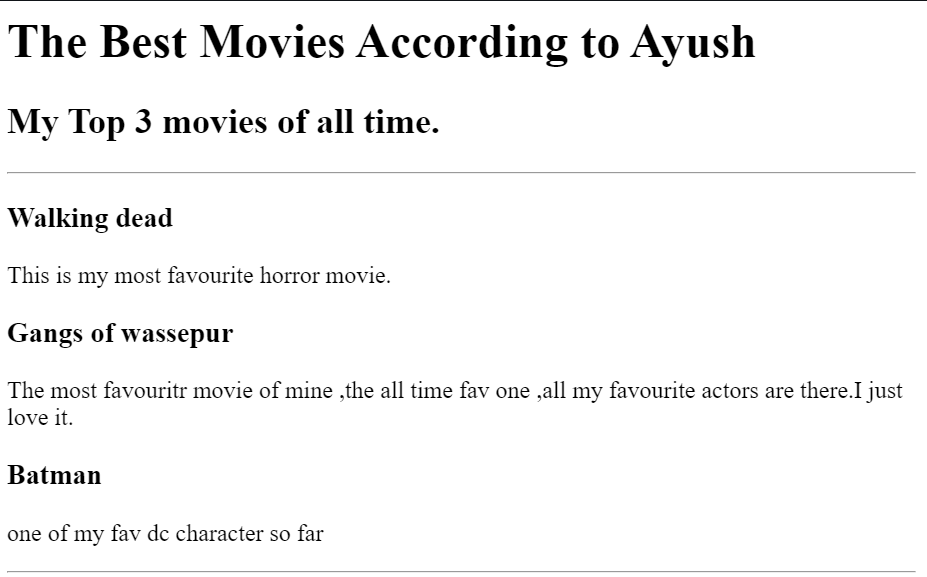 The Best Movies According to Ayush
My Top 3 movies of all time.
Walking dead
This is my most favourite horror movie.
Gangs of wassepur
The most favouritr movie of mine ,the all time fav one ,all my favourite actors are there.I just
love it.
Batman
one of my fav dc character so far